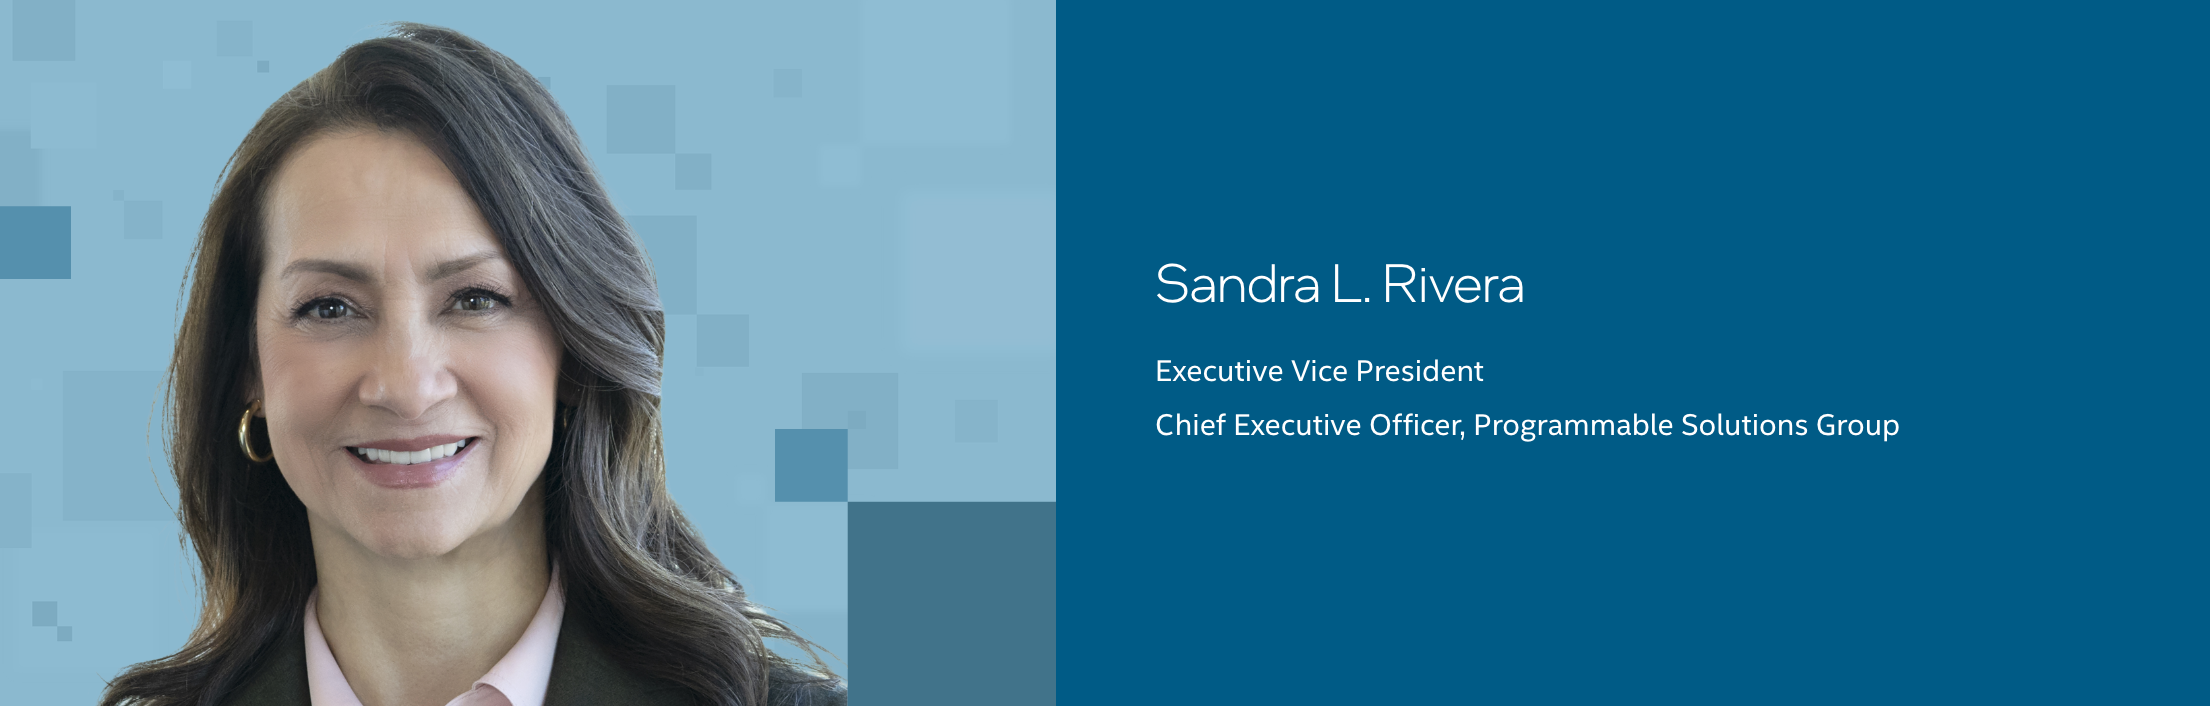 Sandra L. Rivera
Executive Vice President
Chief Executive Officer, Programmable Solutions Group